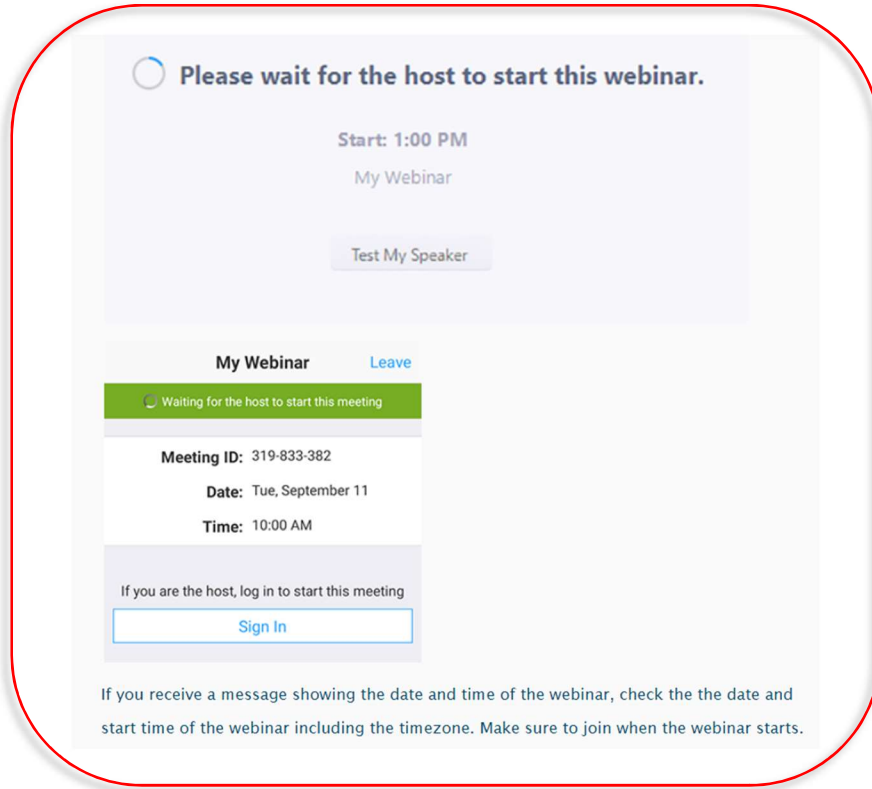 Please wait for the host to start this webinar.
Start: 1:00 PM
My Webinar
Test My Speaker
My Webinar Leave
Waiting for the host to start this meeting
Meeting ID: 319-833-382
Date: Tue, September 11
Time: 10:00 AM
If you are the host, log in to start this meeting
Sign In
If you receive a message showing the date and time of the webinar, check the the date and
start time of the webinar including the timezone. Make sure to join when the webinar starts.